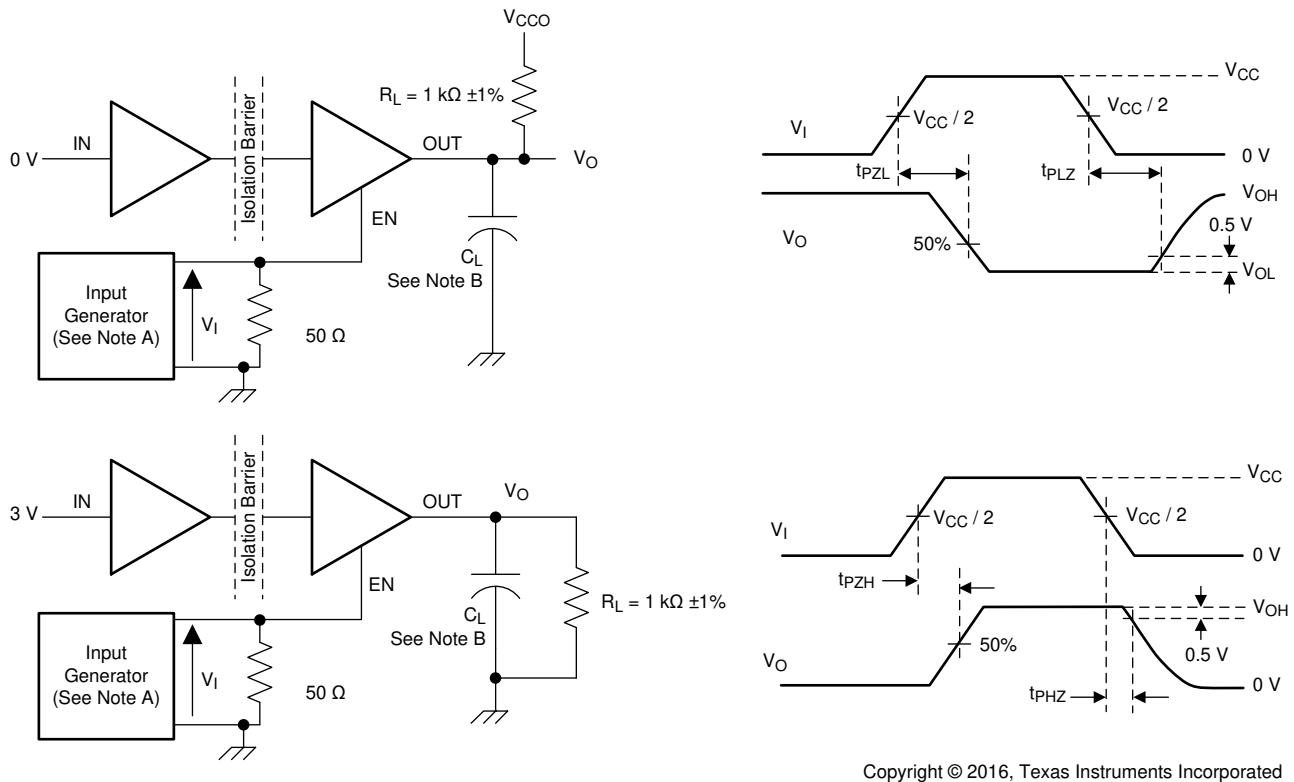 V_CCO
R_L = 1 kΩ ±1%
0 V
IN
Isolation Barrier
OUT
V_O
EN
C_L
See Note B
Input
Generator
(See Note A)
V_I
50 Ω
V_CC
V_I
V_CC / 2
V_CC / 2
0 V
t_PZL
t_PLZ
V_OH
0.5 V
V_O
50%
V_OL
3 V
IN
Isolation Barrier
OUT
V_O
EN
C_L
See Note B
R_L = 1 kΩ ±1%
Input
Generator
(See Note A)
V_I
50 Ω
V_CC
V_I
V_CC / 2
V_CC / 2
0 V
t_PZH
V_OH
0.5 V
V_O
50%
0 V
t_PHZ
Copyright © 2016, Texas Instruments Incorporated